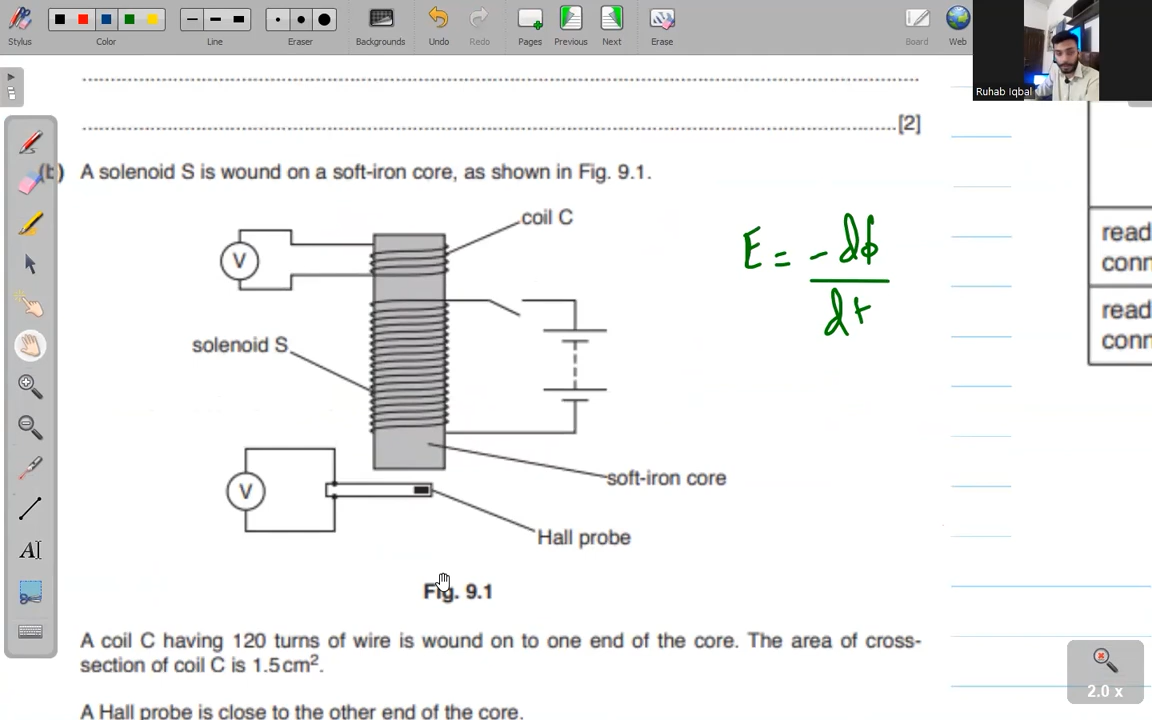 Stylus
Color
Line
Eraser
Backgrounds
Undo
Redo
Pages
Previous
Next
Erase
Board
Web
Ruhab Iqbal
[2]
(b) A solenoid S is wound on a soft-iron core, as shown in Fig. 9.1.
coil C
V
E = -dϕ
dt
read
conn
solenoid S
read
conn
soft-iron core
V
Hall probe
Fig. 9.1
A coil C having 120 turns of wire is wound on to one end of the core. The area of cross-
section of coil C is 1.5 cm².
A Hall probe is close to the other end of the core.
2.0 x